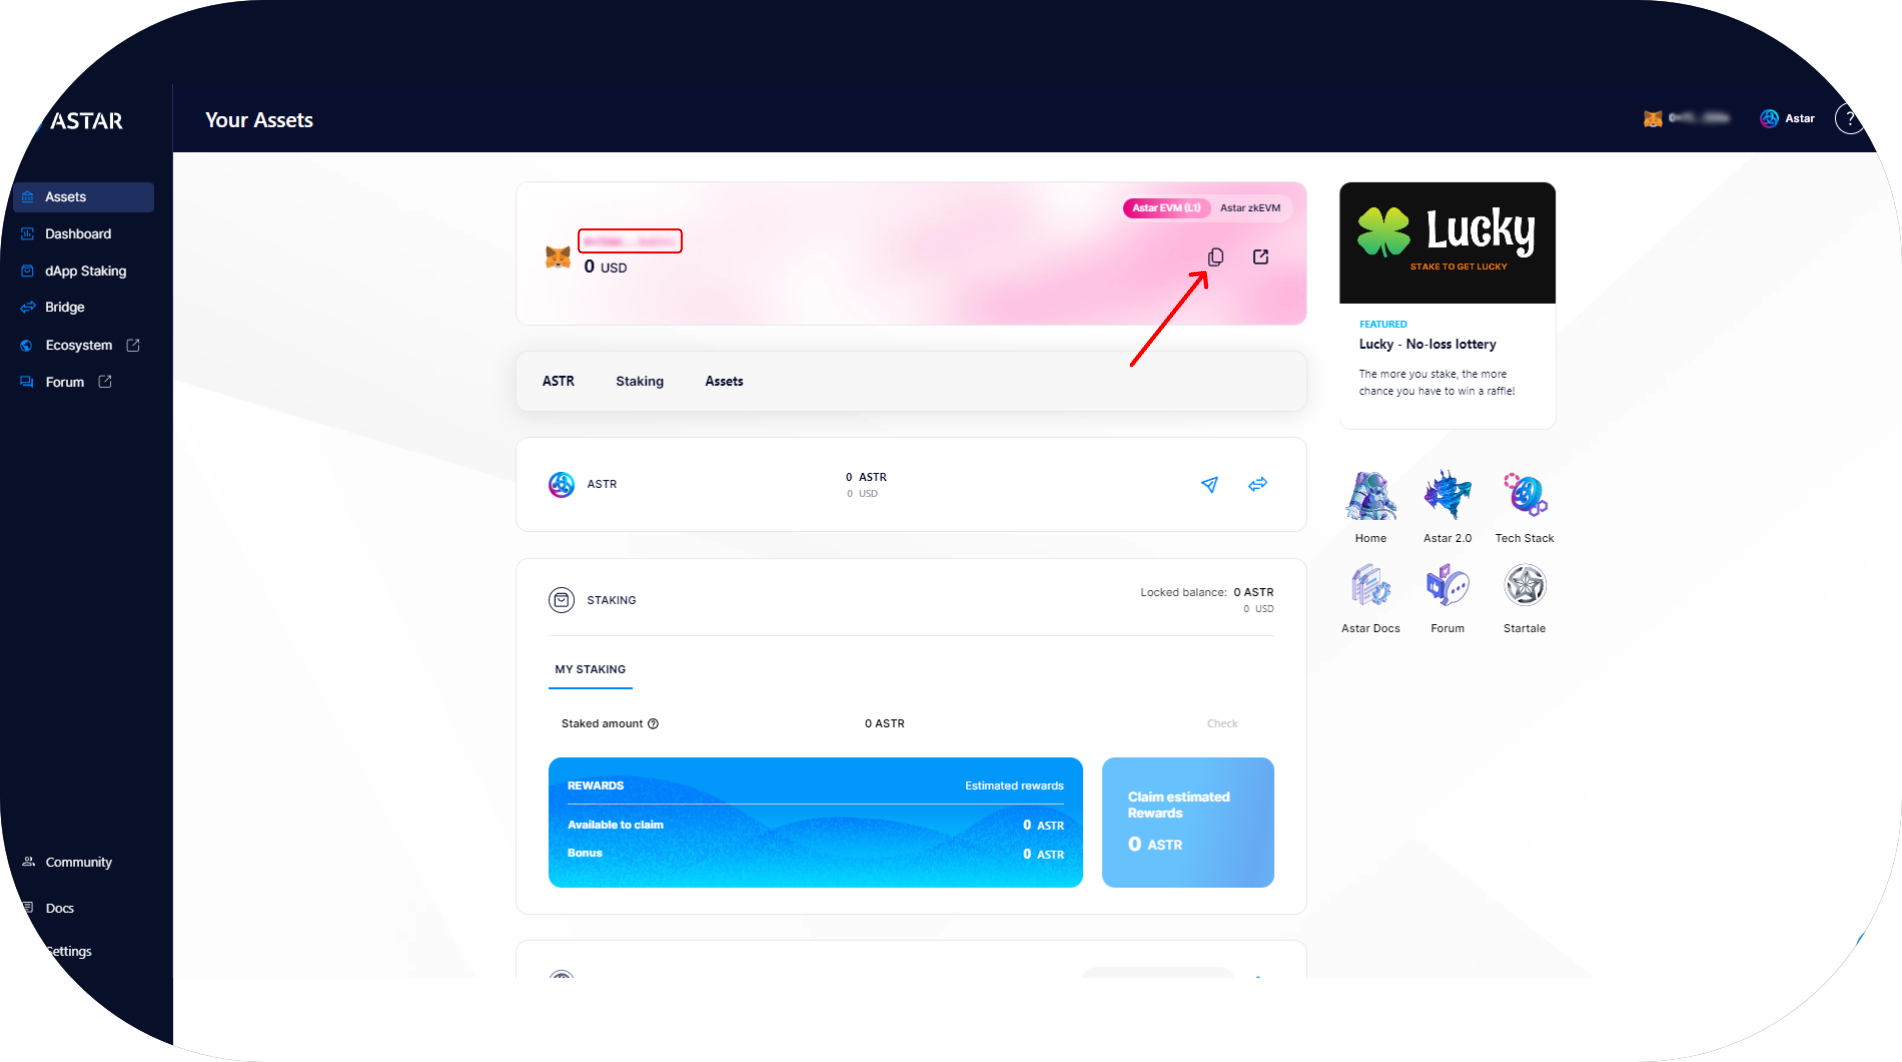 ASTAR
Your Assets
Astar
?
Assets
Dashboard
dApp Staking
Bridge
Ecosystem
Forum
Community
Docs
Settings
Astar EVM (L1)
Astar zkEVM
0 USD
ASTR
Staking
Assets
ASTR
0 ASTR
0 USD
STAKING
Locked balance: 0 ASTR
0 USD
MY STAKING
Staked amount ?
0 ASTR
Check
REWARDS
Estimated rewards
Available to claim
0 ASTR
Bonus
0 ASTR
Claim estimated
Rewards
0 ASTR
Lucky
STAKE TO GET LUCKY
FEATURED
Lucky - No-loss lottery
The more you stake, the more
chance you have to win a raffle!
Home
Astar 2.0
Tech Stack
Astar Docs
Forum
Startale